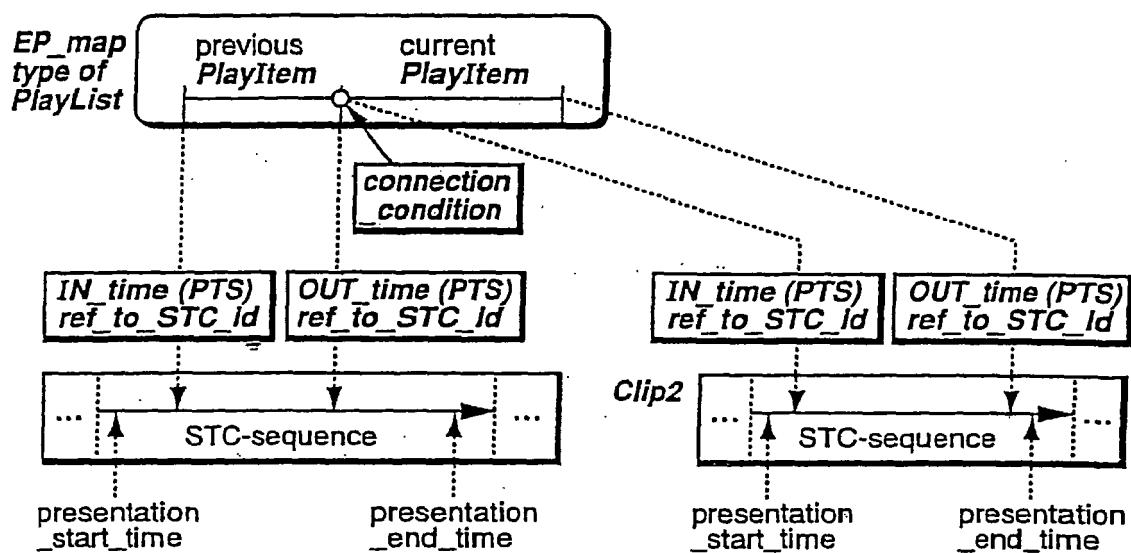 EP_map
type of
PlayList
previous
PlayItem
current
PlayItem
connection
_condition
IN_time (PTS)
ref_to_STC_Id
OUT_time (PTS)
ref_to_STC_Id
IN_time (PTS)
ref_to_STC_Id
OUT_time (PTS)
ref_to_STC_Id
... STC-sequence ...
Clip2
... STC-sequence ...
presentation
_start_time
presentation
_end_time
presentation
_start_time
presentation
_end_time